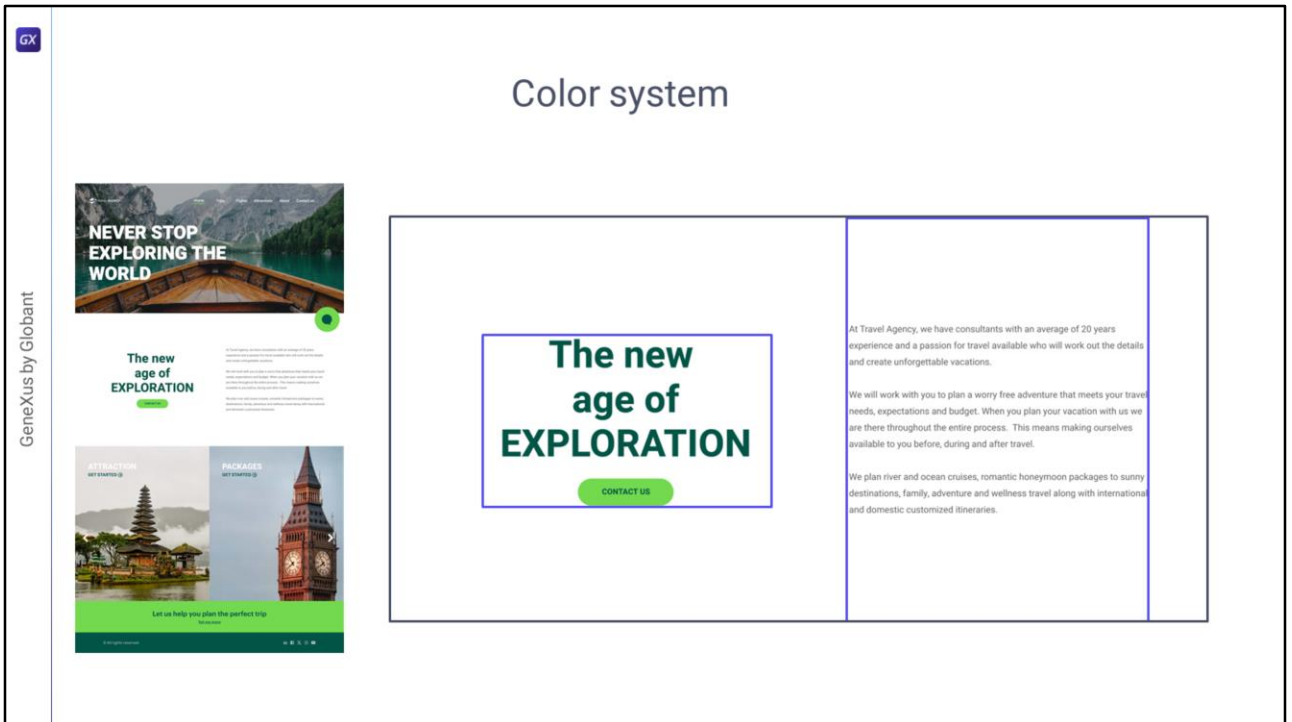 GX
GeneXus by Globant
Color system
Home
NEVER STOP
EXPLORING THE
WORLD
The new
age of
EXPLORATION
CONTACT US
ATTRACTION
GET STARTED
PACKAGES
GET STARTED
Let us help you plan the perfect trip
The new
age of
EXPLORATION
CONTACT US
At Travel Agency, we have consultants with an average of 20 years
experience and a passion for travel available who will work out the details
and create unforgettable vacations.
We will work with you to plan a worry free adventure that meets your travel
needs, expectations and budget. When you plan your vacation with us we
are there throughout the entire process. This means making ourselves
available to you before, during and after travel.
We plan river and ocean cruises, romantic honeymoon packages to sunny
destinations, family, adventure and wellness travel along with international
and domestic customized itineraries.